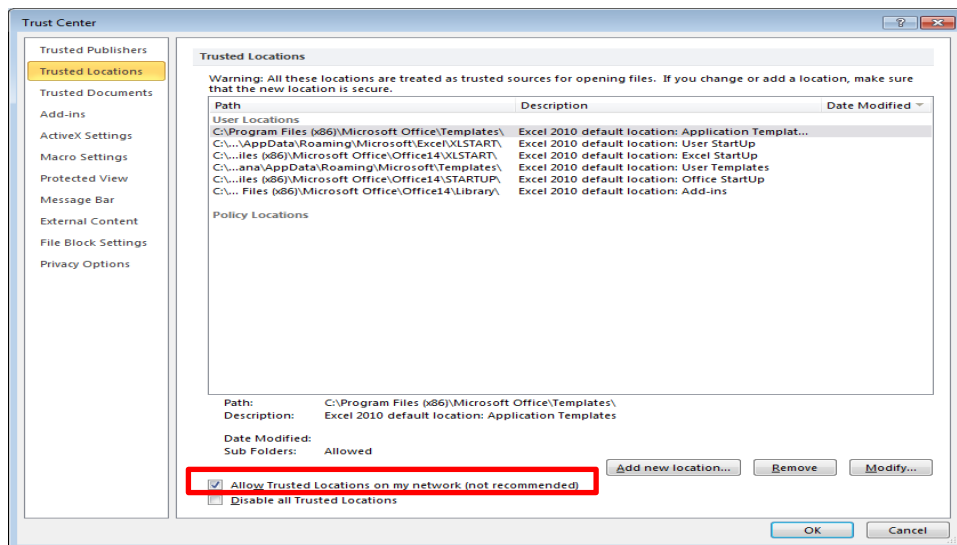 Trust Center
Trusted Publishers
Trusted Locations
Trusted Documents
Add-ins
ActiveX Settings
Macro Settings
Protected View
Message Bar
External Content
File Block Settings
Privacy Options
Trusted Locations
Warning: All these locations are treated as trusted sources for opening files. If you change or add a location, make sure
that the new location is secure.
Path Description Date Modified
User Locations
C:\Program Files (x86)\Microsoft Office\Templates\ Excel 2010 default location: Application Templat...
C:\...\AppData\Roaming\Microsoft\Excel\XLSTART\ Excel 2010 default location: User StartUp
C:\...iles (x86)\Microsoft Office\Office14\XLSTART\ Excel 2010 default location: Excel StartUp
C:\...ana\AppData\Roaming\Microsoft\Templates\ Excel 2010 default location: User Templates
C:\...iles (x86)\Microsoft Office\Office14\STARTUP\ Excel 2010 default location: Office StartUp
C:\... Files (x86)\Microsoft Office\Office14\Library\ Excel 2010 default location: Add-ins
Policy Locations
Path: C:\Program Files (x86)\Microsoft Office\Templates\
Description: Excel 2010 default location: Application Templates
Date Modified:
Sub Folders: Allowed
Add new location... Remove Modify...
Allow Trusted Locations on my network (not recommended)
Disable all Trusted Locations
OK Cancel